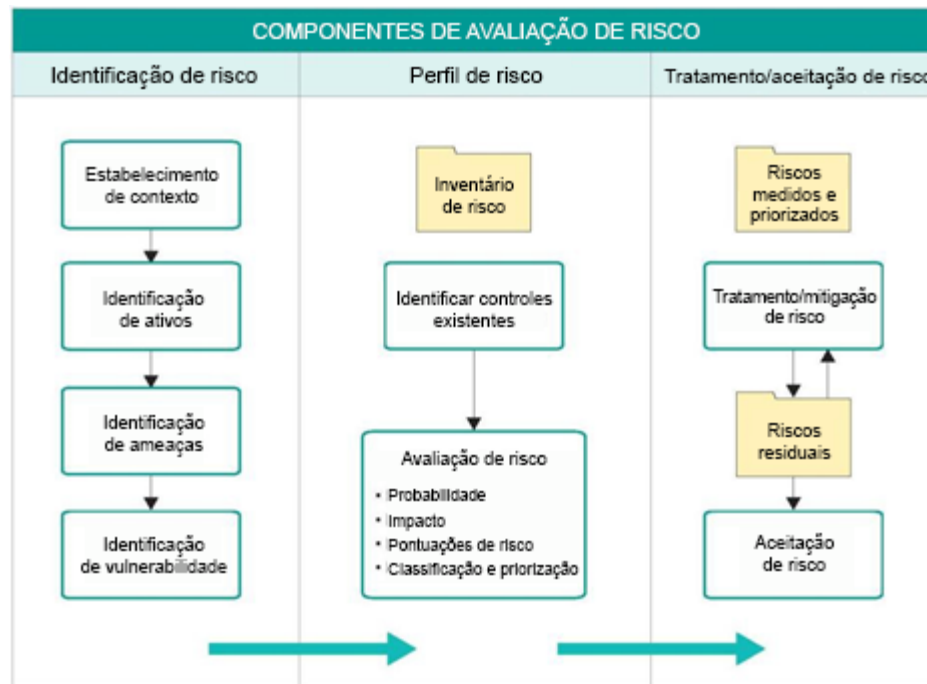 COMPONENTES DE AVALIAÇÃO DE RISCO
Identificação de risco
Perfil de risco
Tratamento/aceitação de risco
Estabelecimento
de contexto
Identificação
de ativos
Identificação
de ameaças
Identificação
de vulnerabilidade
Inventário
de risco
Identificar controles
existentes
Avaliação de risco
• Probabilidade
• Impacto
• Pontuações de risco
• Classificação e priorização
Riscos
medidos e
priorizados
Tratamento/mitigação
de risco
Riscos
residuais
Aceitação
de risco